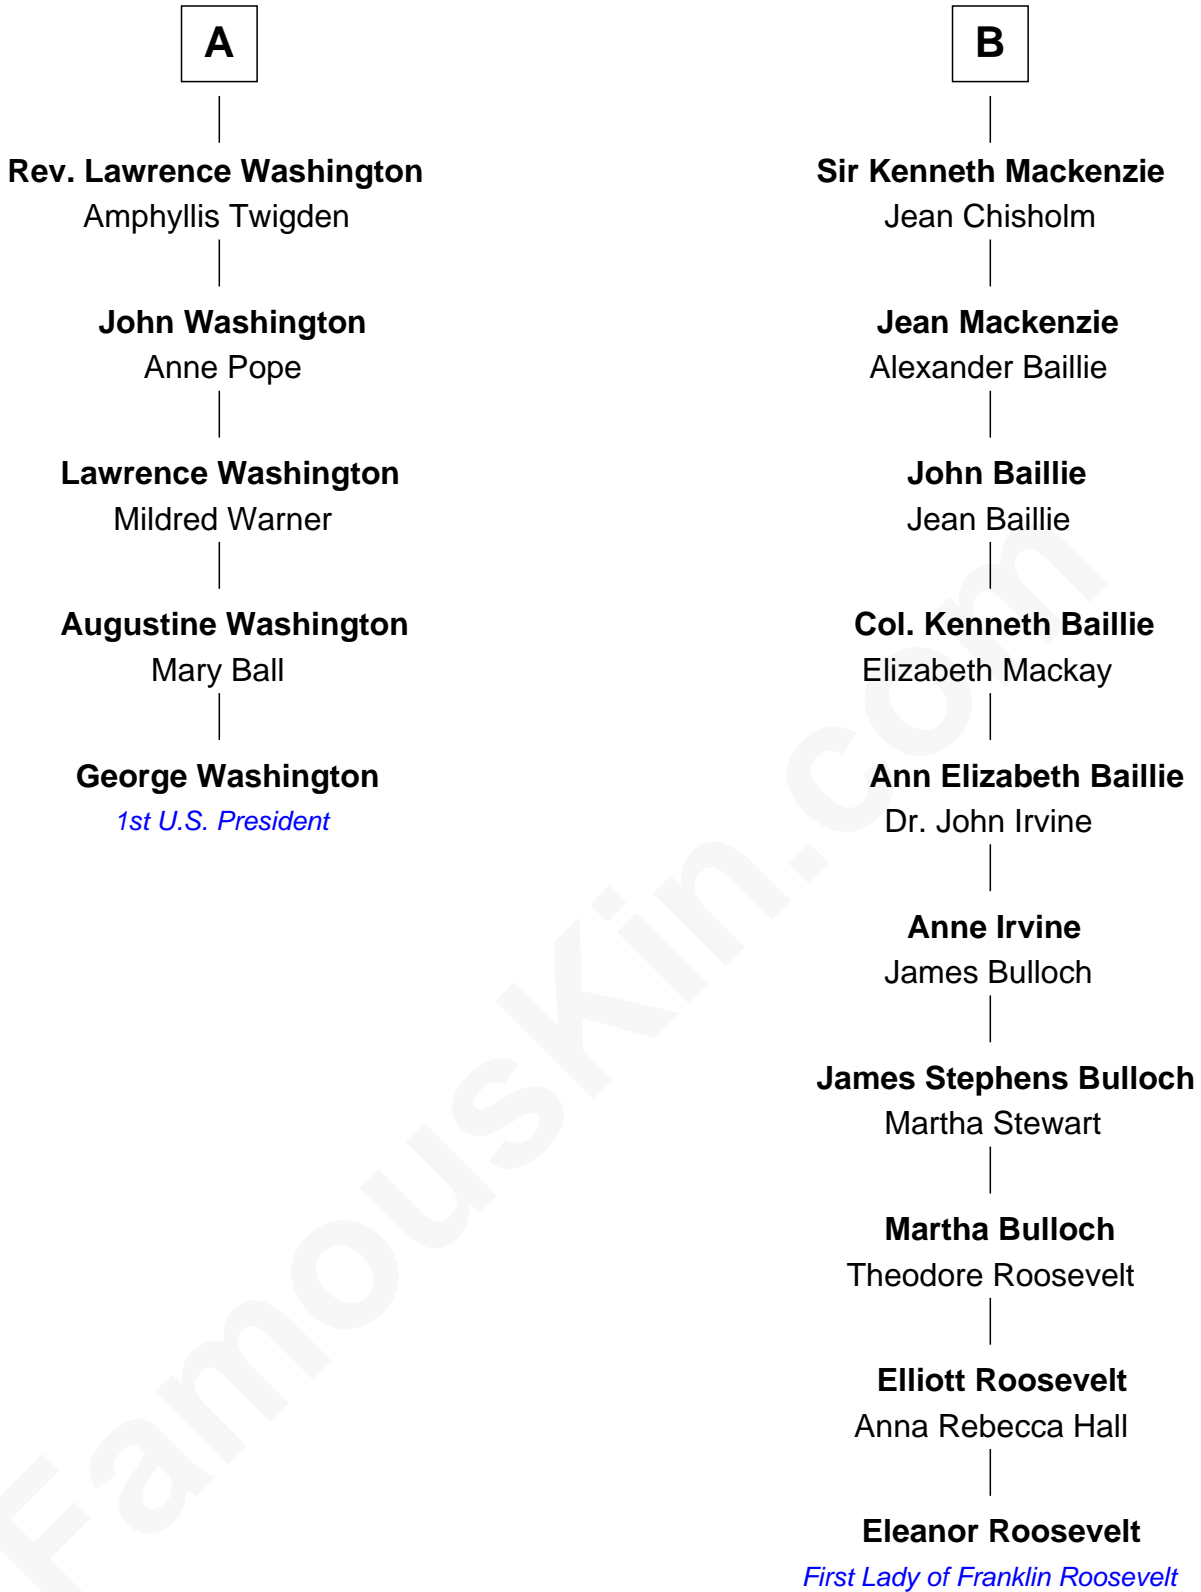 A
Rev. Lawrence Washington
Amphyllis Twigden
John Washington
Anne Pope
Lawrence Washington
Mildred Warner
Augustine Washington
Mary Ball
George Washington
1st U.S. President
B
Sir Kenneth Mackenzie
Jean Chisholm
Jean Mackenzie
Alexander Baillie
John Baillie
Jean Baillie
Col. Kenneth Baillie
Elizabeth Mackay
Ann Elizabeth Baillie
Dr. John Irvine
Anne Irvine
James Bulloch
James Stephens Bulloch
Martha Stewart
Martha Bulloch
Theodore Roosevelt
Elliott Roosevelt
Anna Rebecca Hall
Eleanor Roosevelt
First Lady of Franklin Roosevelt
FamousKin.com